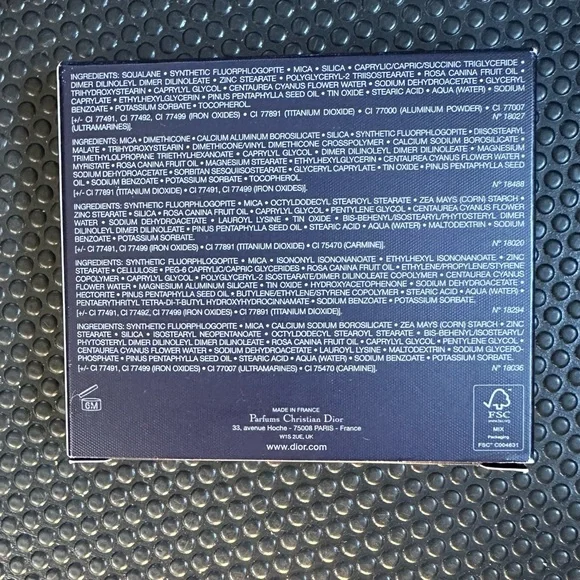 INGREDIENTS: SQUALANE • SYNTHETIC FLUORPHLOGOPITE • MICA • SILICA • CAPRYLIC/CAPRIC/SUCCINIC TRIGLYCERIDE •
DIMER DILINOLEYL DIMER DILINOLEATE • ZINC STEARATE • POLYGLYCERYL-2 TRIISOSTEARATE • ROSA CANINA FRUIT OIL •
TRIHYDROXYSTEARIN • CAPRYLYL GLYCOL • CENTAUREA CYANUS FLOWER WATER • SODIUM DEHYDROACETATE • GLYCERYL
CAPRYLATE • ETHYLHEXYLGLYCERIN • PINUS PENTAPHYLLA SEED OIL • TIN OXIDE • STEARIC ACID • AQUA (WATER) • SODIUM
BENZOATE • POTASSIUM SORBATE • TOCOPHEROL.
[+/- CI 77491, CI 77492, CI 77499 (IRON OXIDES) • CI 77891 (TITANIUM DIOXIDE) • CI 77000 (ALUMINUM POWDER) • CI 77007
(ULTRAMARINES)]. N° 18027
INGREDIENTS: MICA • DIMETHICONE • CALCIUM ALUMINUM BOROSILICATE • SILICA • SYNTHETIC FLUORPHLOGOPITE • DIISOSTEARYL
MALATE • TRIHYDROXYSTEARIN • DIMETHICONE/VINYL DIMETHICONE CROSSPOLYMER • CALCIUM SODIUM BOROSILICATE •
TRIMETHYLOLPROPANE TRIETHYLHEXANOATE • CAPRYLYL GLYCOL • DIMER DILINOLEYL DIMER DILINOLEATE • MAGNESIUM
MYRISTATE • ROSA CANINA FRUIT OIL • MAGNESIUM STEARATE • ETHYLHEXYLGLYCERIN • CENTAUREA CYANUS FLOWER WATER •
SODIUM DEHYDROACETATE • SORBITAN SESQUIISOSTEARATE • GLYCERYL CAPRYLATE • TIN OXIDE • PINUS PENTAPHYLLA SEED
OIL • SODIUM BENZOATE • POTASSIUM SORBATE • TOCOPHEROL
[+/- CI 77891 (TITANIUM DIOXIDE) • CI 77491, CI 77499 (IRON OXIDES)]. N° 18488
INGREDIENTS: SYNTHETIC FLUORPHLOGOPITE • MICA • OCTYLDODECYL STEAROYL STEARATE • ZEA MAYS (CORN) STARCH •
ZINC STEARATE • SILICA • ROSA CANINA FRUIT OIL • CAPRYLYL GLYCOL • PENTYLENE GLYCOL • CENTAUREA CYANUS FLOWER
WATER • SODIUM DEHYDROACETATE • LAUROYL LYSINE • TIN OXIDE • BIS-BEHENYL/ISOSTEARYL/PHYTOSTERYL DIMER
DILINOLEYL DIMER DILINOLEATE • PINUS PENTAPHYLLA SEED OIL • STEARIC ACID • AQUA (WATER) • MALTODEXTRIN • SODIUM
BENZOATE • POTASSIUM SORBATE.
[+/- CI 77491, CI 77499 (IRON OXIDES) • CI 77891 (TITANIUM DIOXIDE) • CI 75470 (CARMINE)]. N° 18020
INGREDIENTS: SYNTHETIC FLUORPHLOGOPITE • MICA • ISONONYL ISONONANOATE • ETHYLHEXYL ISONONANOATE • ZINC
STEARATE • CELLULOSE • PEG-6 CAPRYLIC/CAPRIC GLYCERIDES • ROSA CANINA FRUIT OIL • ETHYLENE/PROPYLENE/STYRENE
COPOLYMER • CAPRYLYL GLYCOL • POLYGLYCERYL-2 ISOSTEARATE/DIMER DILINOLEATE COPOLYMER • CENTAUREA CYANUS
FLOWER WATER • MAGNESIUM ALUMINUM SILICATE • TIN OXIDE • HYDROXYACETOPHENONE • SODIUM DEHYDROACETATE •
HECTORITE • PINUS PENTAPHYLLA SEED OIL • BUTYLENE/ETHYLENE/STYRENE COPOLYMER • STEARIC ACID • AQUA (WATER) •
PENTAERYTHRITYL TETRA-DI-T-BUTYL HYDROXYHYDROCINNAMATE • SODIUM BENZOATE • POTASSIUM SORBATE.
[+/- CI 77491, CI 77492, CI 77499 (IRON OXIDES) • CI 77891 (TITANIUM DIOXIDE)]. N° 18294
INGREDIENTS: SYNTHETIC FLUORPHLOGOPITE • MICA • CALCIUM SODIUM BOROSILICATE • ZEA MAYS (CORN) STARCH • ZINC
STEARATE • SILICA • ISOSTEARYL NEOPENTANOATE • OCTYLDODECYL STEAROYL STEARATE • BIS-BEHENYL/ISOSTEARYL/
PHYTOSTERYL DIMER DILINOLEYL DIMER DILINOLEATE • ROSA CANINA FRUIT OIL • CAPRYLYL GLYCOL • PENTYLENE GLYCOL •
CENTAUREA CYANUS FLOWER WATER • SODIUM DEHYDROACETATE • LAUROYL LYSINE • MALTODEXTRIN • SODIUM GLYCERO-
PHOSPHATE • PINUS PENTAPHYLLA SEED OIL • STEARIC ACID • AQUA (WATER) • SODIUM BENZOATE • POTASSIUM SORBATE.
[+/- CI 77491, CI 77499 (IRON OXIDES) • CI 77007 (ULTRAMARINES) • CI 75470 (CARMINE)]. N° 18036
6M
MADE IN FRANCE
Parfums Christian Dior
33, avenue Hoche - 75008 PARIS - France
W1S 2UE, UK
www.dior.com
FSC
www.fsc.org
MIX
Packaging
FSC™ C004831